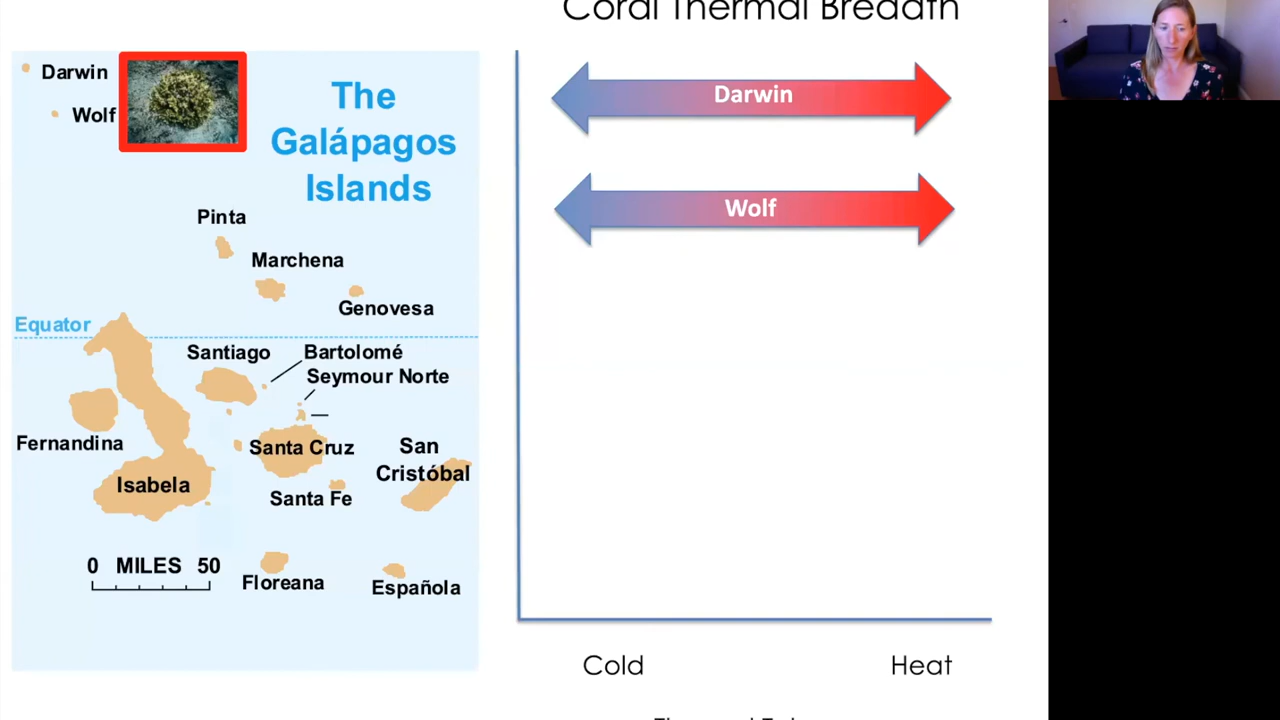 Coral Thermal Breadth
Darwin
Wolf
The
Galápagos
Islands
Pinta
Marchena
Genovesa
Equator
Santiago
Bartolomé
Seymour Norte
Fernandina
Santa Cruz
San
Cristóbal
Isabela
Santa Fe
0 MILES 50
Floreana
Española
Darwin
Wolf
Cold
Heat